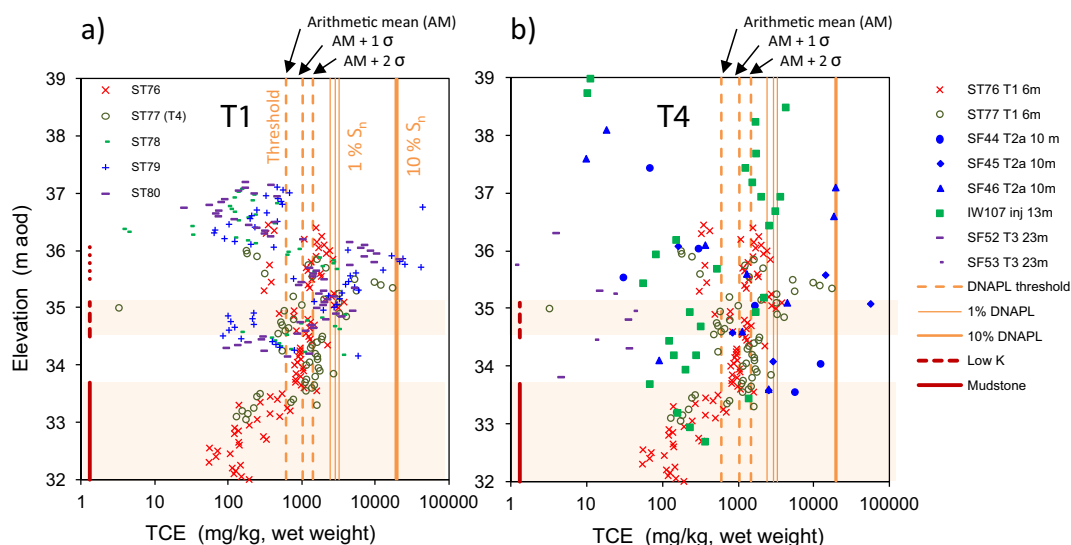 a)
Arithmetic mean (AM)
AM + 1 σ
AM + 2 σ
Elevation (m aod)
39
38
37
36
35
34
33
32
T1
ST76
ST77 (T4)
ST78
ST79
ST80
Threshold
1 % Sn
10 % Sn
1
10
100
1000
10000
100000
TCE (mg/kg, wet weight)
b)
Arithmetic mean (AM)
AM + 1 σ
AM + 2 σ
39
38
37
36
35
34
33
32
T4
1
10
100
1000
10000
100000
TCE (mg/kg, wet weight)
ST76 T1 6m
ST77 T1 6m
SF44 T2a 10 m
SF45 T2a 10m
SF46 T2a 10m
IW107 inj 13m
SF52 T3 23m
SF53 T3 23m
DNAPL threshold
1% DNAPL
10% DNAPL
Low K
Mudstone